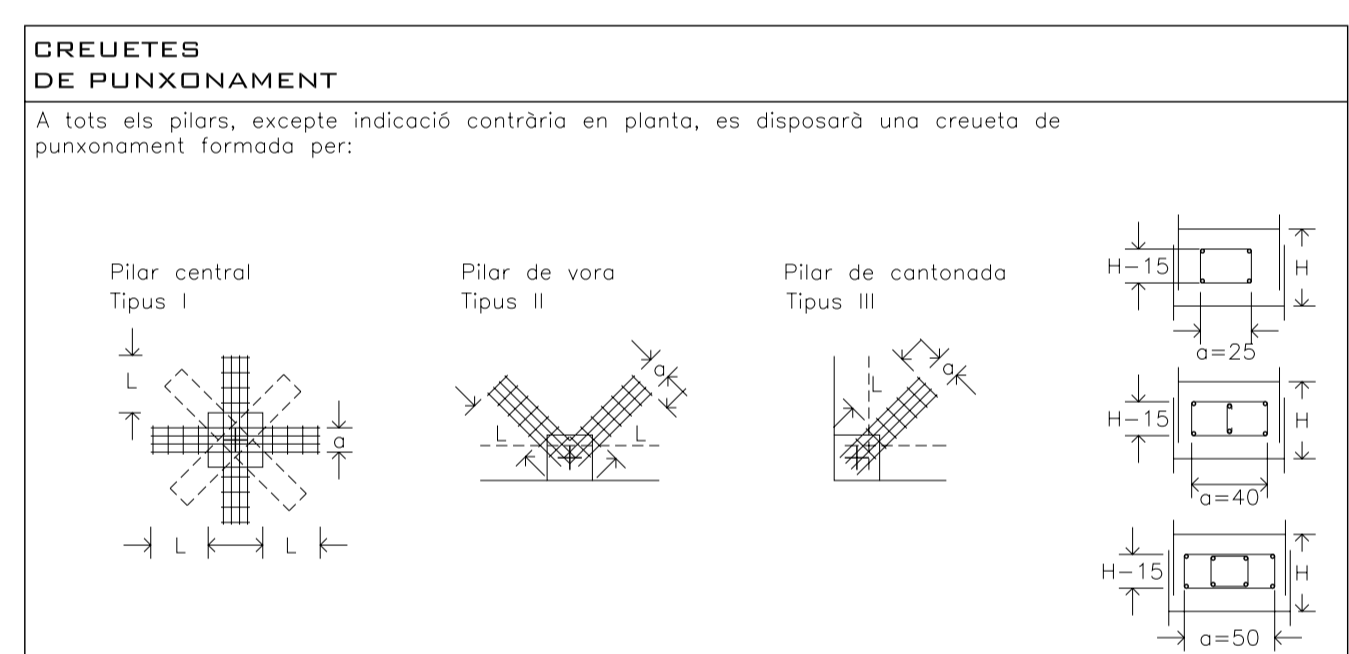 CREUETES
DE PUNXONAMENT
A tots els pilars, excepte indicació contrària en planta, es disposarà una creueta de
punxonament formada per:
Pilar central
Tipus I
L
a
L
L
Pilar de vora
Tipus II
a
L
L
Pilar de cantonada
Tipus III
a
L
H-15
H
a=25
H-15
H
a=40
H-15
H
a=50